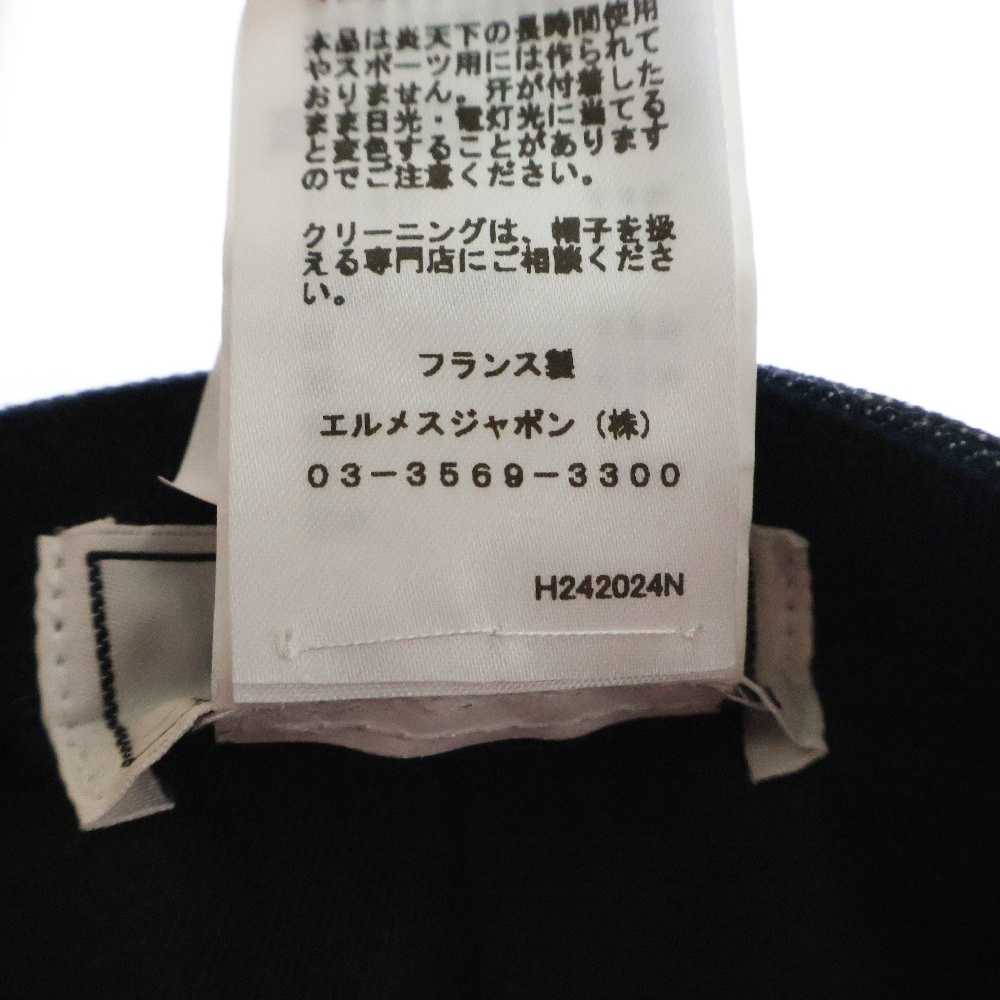 本品は炎天下の長時間使用
やスポーツ用には作られて
おりません。汗が付着したる
まま日光・電灯光に当てます
と変色することがあります
のでご注意ください。
クリーニングは、帽子を扱
える専門店にご相談くださ
い。
フランス製
エルメスジャポン（株）
03-3569-3300
H242024N